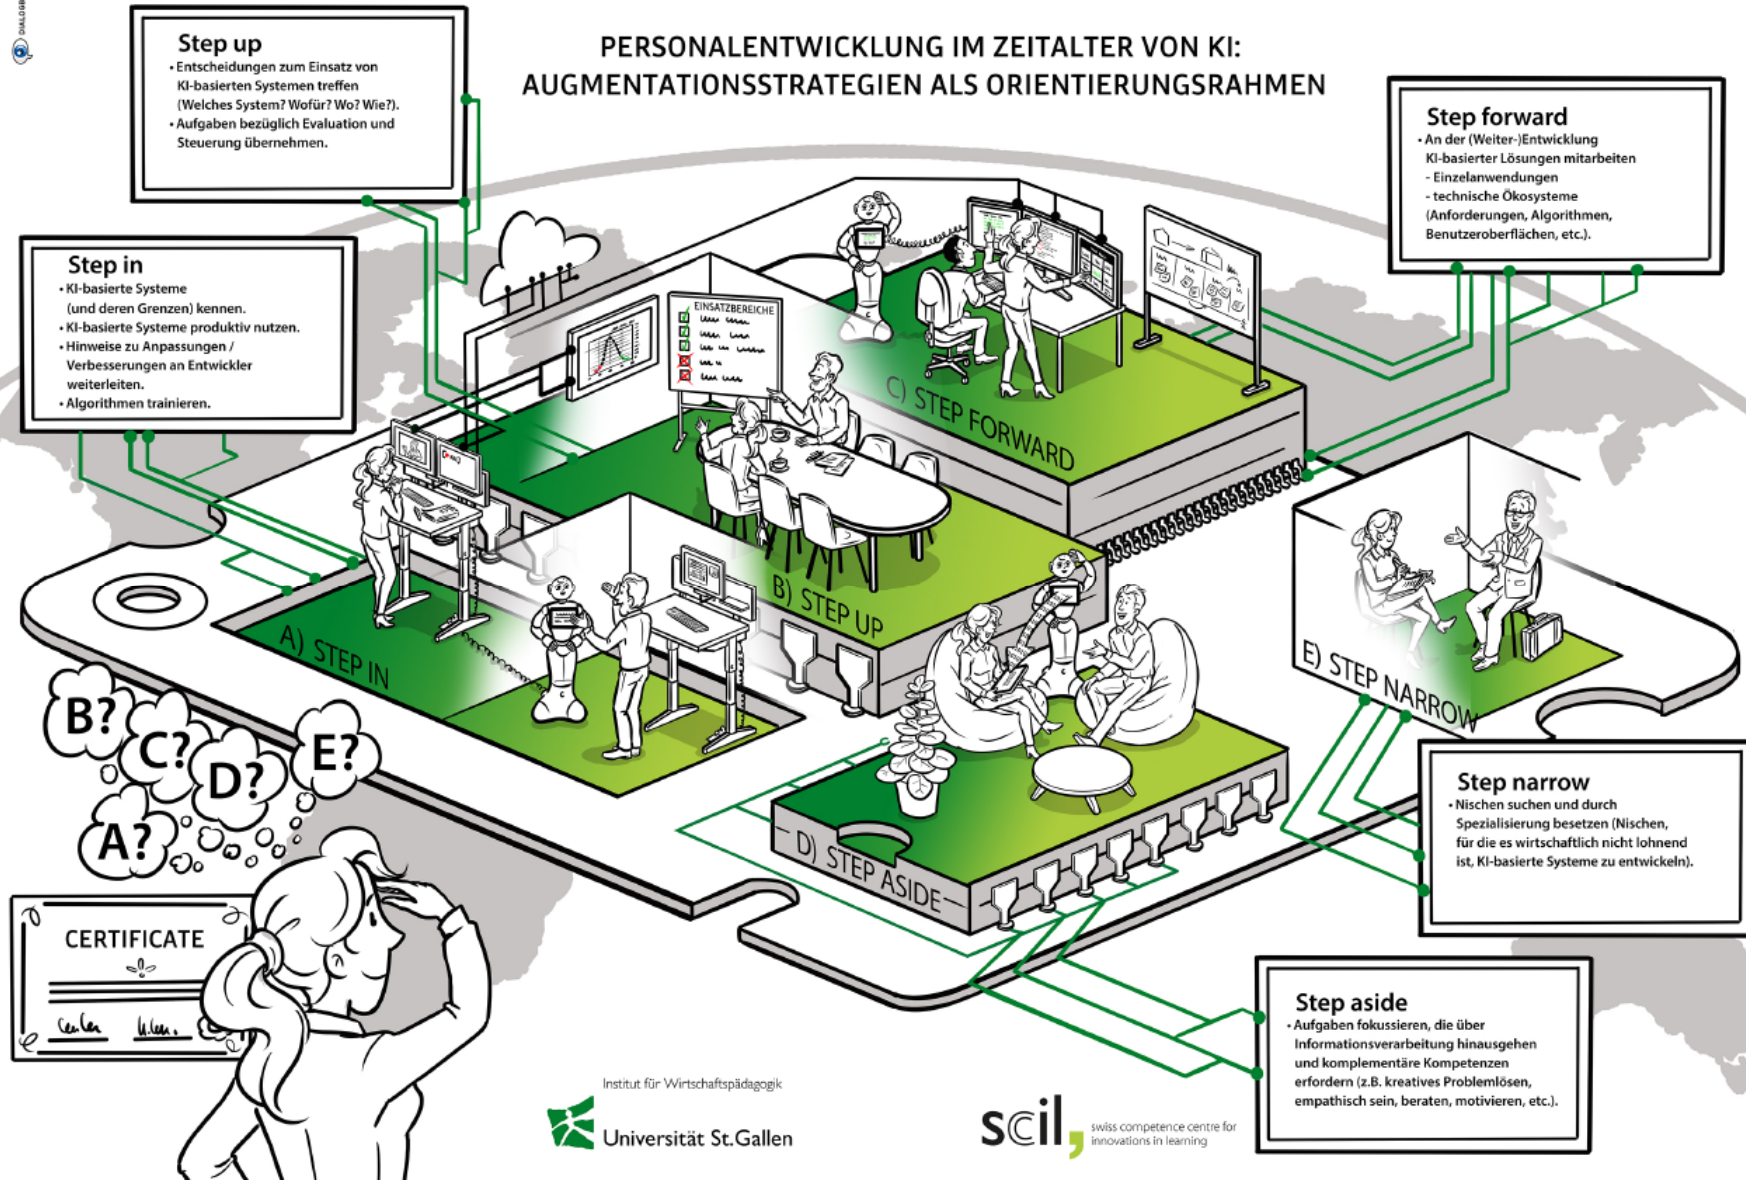 PERSONALENTWICKLUNG IM ZEITALTER VON KI:
AUGMENTATIONSSTRATEGIEN ALS ORIENTIERUNGSRAHMEN
Step up
• Entscheidungen zum Einsatz von
KI-basierten Systemen treffen
(Welches System? Wofür? Wo? Wie?).
• Aufgaben bezüglich Evaluation und
Steuerung übernehmen.
Step forward
• An der (Weiter-)Entwicklung
KI-basierter Lösungen mitarbeiten
- Einzelanwendungen
- technische Ökosysteme
(Anforderungen, Algorithmen,
Benutzeroberflächen, etc.).
Step in
• KI-basierte Systeme
(und deren Grenzen) kennen.
• KI-basierte Systeme produktiv nutzen.
• Hinweise zu Anpassungen /
Verbesserungen an Entwickler
weiterleiten.
• Algorithmen trainieren.
EINSATZBEREICHE
C) STEP FORWARD
B) STEP UP
A) STEP IN
E) STEP NARROW
D) STEP ASIDE
B?
C?
D?
E?
A?
CERTIFICATE
Step narrow
• Nischen suchen und durch
Spezialisierung besetzen (Nischen,
für die es wirtschaftlich nicht lohnend
ist, KI-basierte Systeme zu entwickeln).
Step aside
• Aufgaben fokussieren, die über
Informationsverarbeitung hinausgehen
und komplementäre Kompetenzen
erfordern (z.B. kreatives Problemlösen,
empathisch sein, beraten, motivieren, etc.).
Institut für Wirtschaftspädagogik
Universität St.Gallen
scil,
swiss competence centre for
innovations in learning